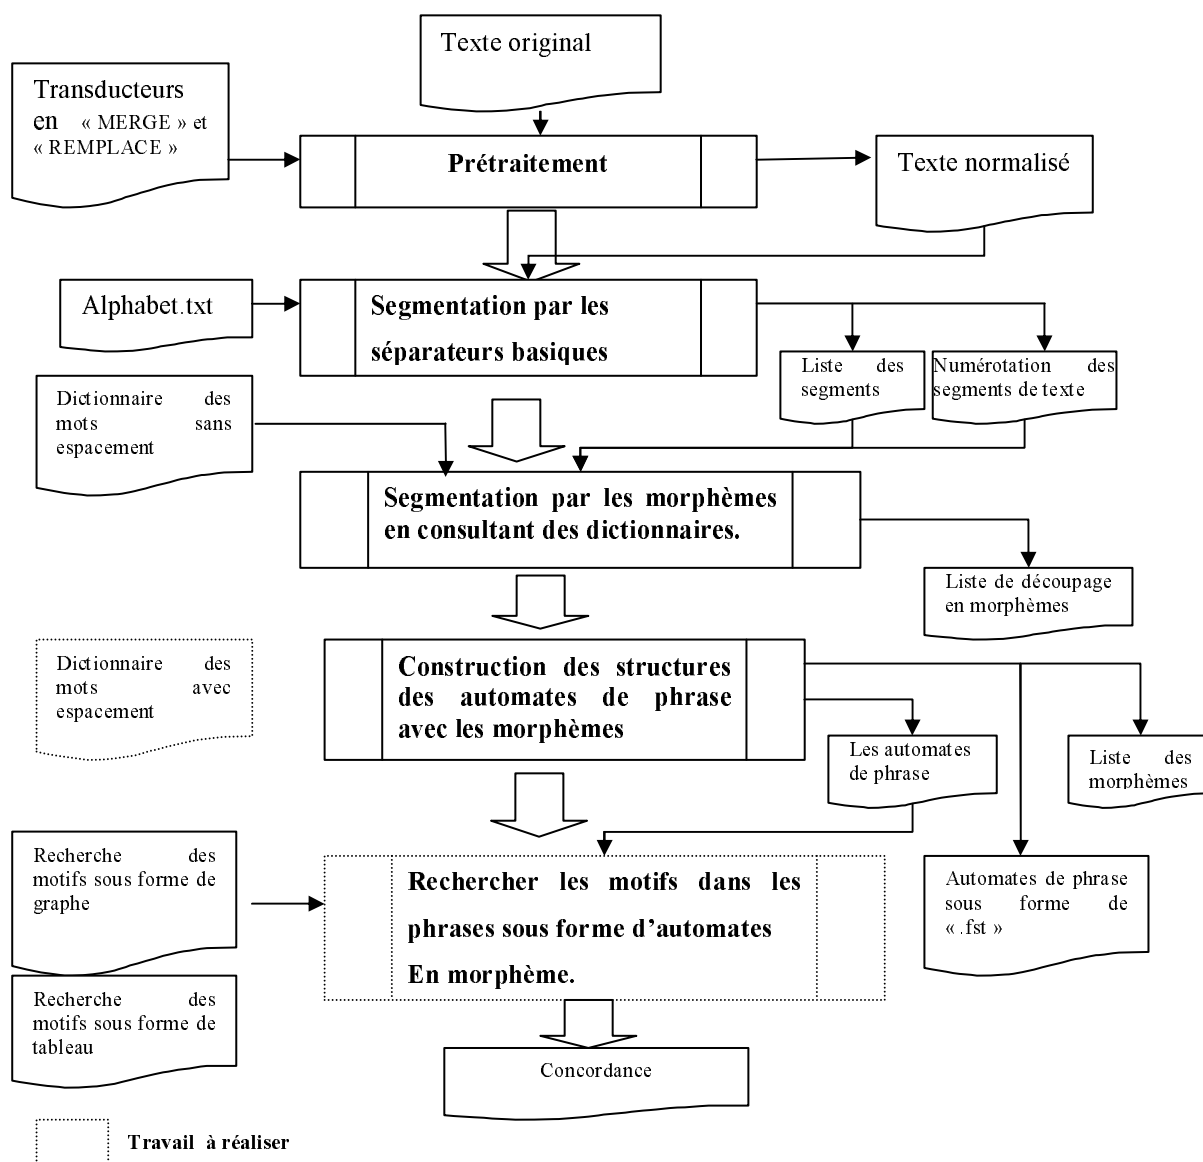 Texte original
Transducteurs
en « MERGE » et
« REMPLACE »
Prétraitement
Texte normalisé
Alphabet.txt
Segmentation par les
séparateurs basiques
Liste des
segments
Numérotation des
segments de texte
Dictionnaire des
mots sans
espacement
Segmentation par les morphèmes
en consultant des dictionnaires.
Liste de découpage
en morphèmes
Dictionnaire des
mots avec
espacement
Construction des structures
des automates de phrase
avec les morphèmes
Les automates
de phrase
Liste des
morphèmes
Recherche des
motifs sous forme de
graphe
Rechercher les motifs dans les
phrases sous forme d’automates
En morphème.
Automates de phrase
sous forme de
« .fst »
Recherche des
motifs sous forme de
tableau
Concordance
Travail à réaliser